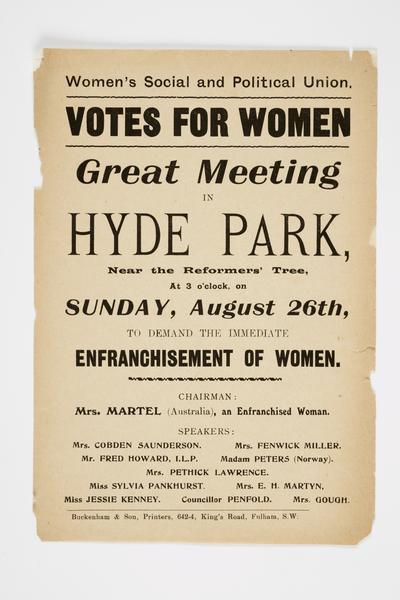 Women's Social and Political Union.
VOTES FOR WOMEN
Great Meeting
IN
HYDE PARK,
Near the Reformers' Tree,
At 3 o'clock, on
SUNDAY, August 26th,
TO DEMAND THE IMMEDIATE
ENFRANCHISEMENT OF WOMEN.
CHAIRMAN:
Mrs. MARTEL (Australia), an Enfranchised Woman.
SPEAKERS:
Mrs. COBDEN SAUNDERSON. Mrs. FENWICK MILLER.
Mr. FRED HOWARD, I.L.P. Madam PETERS (Norway).
Mrs. PETHICK LAWRENCE.
Miss SYLVIA PANKHURST. Mrs. E. H. MARTYN,
Miss JESSIE KENNEY. Councillor PENFOLD. Mrs. GOUGH.
Buckenham & Son, Printers, 642-4, King's Road, Fulham, S.W.